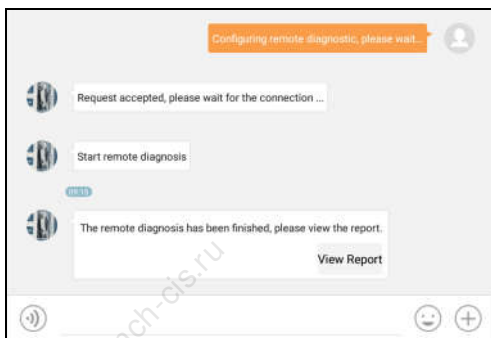 Configuring remote diagnostic, please wait...
Request accepted, please wait for the connection ...
Start remote diagnosis
The remote diagnosis has been finished, please view the report.
View Report